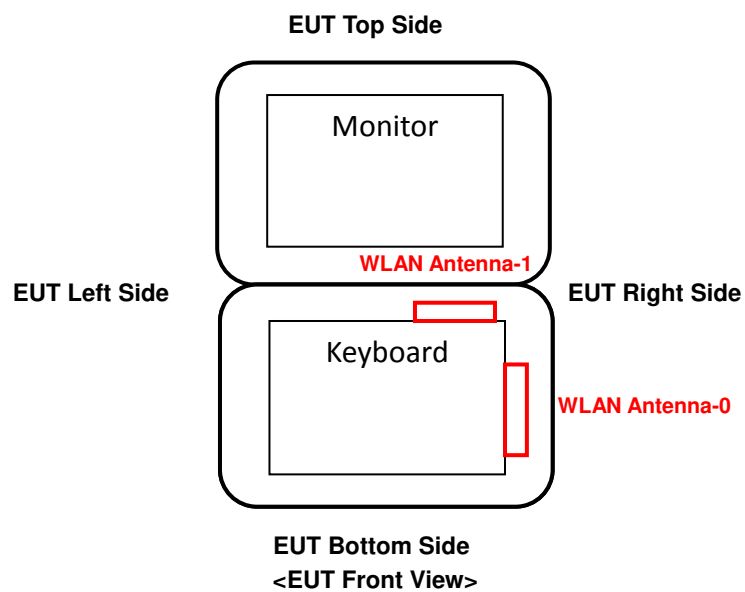 EUT Top Side
Monitor
WLAN Antenna-1
EUT Left Side
EUT Right Side
Keyboard
WLAN Antenna-0
EUT Bottom Side
<EUT Front View>